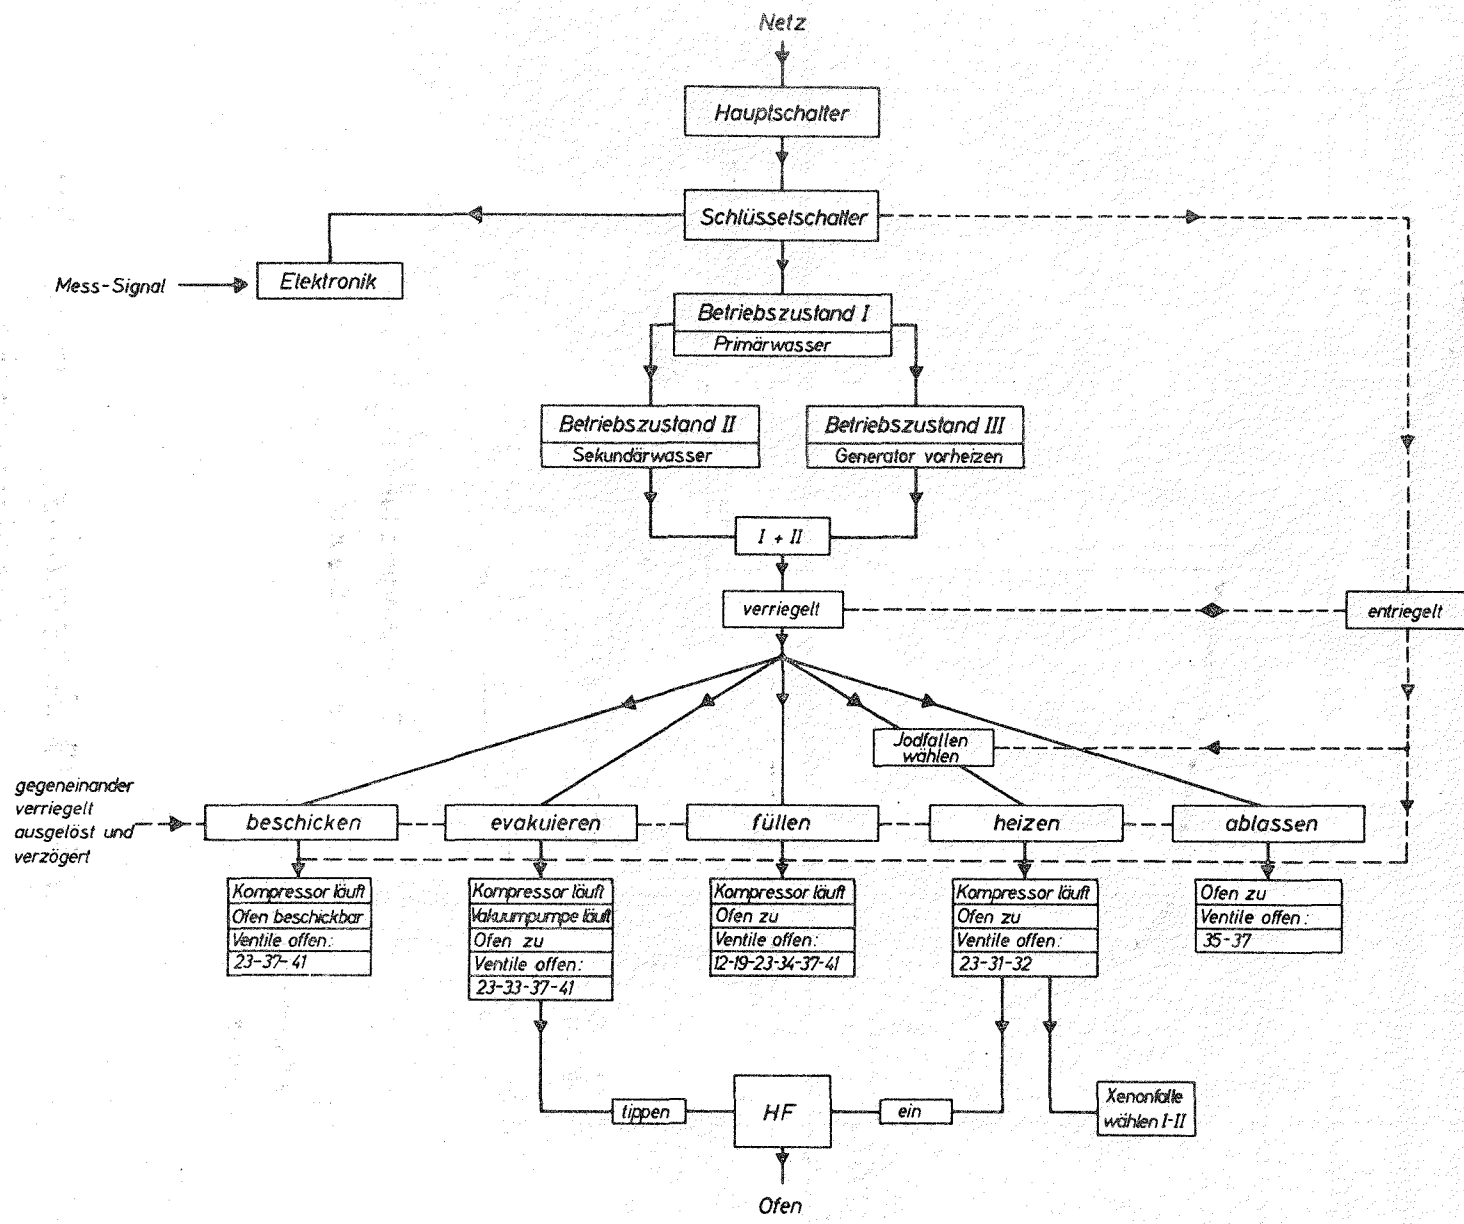 Netz
Hauptschalter
Schlüsselschalter
Mess-Signal
Elektronik
Betriebszustand I
Primärwasser
Betriebszustand II
Sekundärwasser
Betriebszustand III
Generator vorheizen
I + II
verriegelt
entriegelt
Jodfallen
wählen
gegeneinander
verriegelt
ausgelöst und
verzögert
beschicken
evakuieren
füllen
heizen
ablassen
Kompressor läuft
Ofen beschickbar
Ventile offen:
23-37-41
Kompressor läuft
Vakuumpumpe läuft
Ofen zu
Ventile offen:
23-33-37-41
Kompressor läuft
Ofen zu
Ventile offen:
12-19-23-34-37-41
Kompressor läuft
Ofen zu
Ventile offen:
23-31-32
Ofen zu
Ventile offen:
35-37
tippen
HF
ein
Xenonfalle
wählen I-II
Ofen